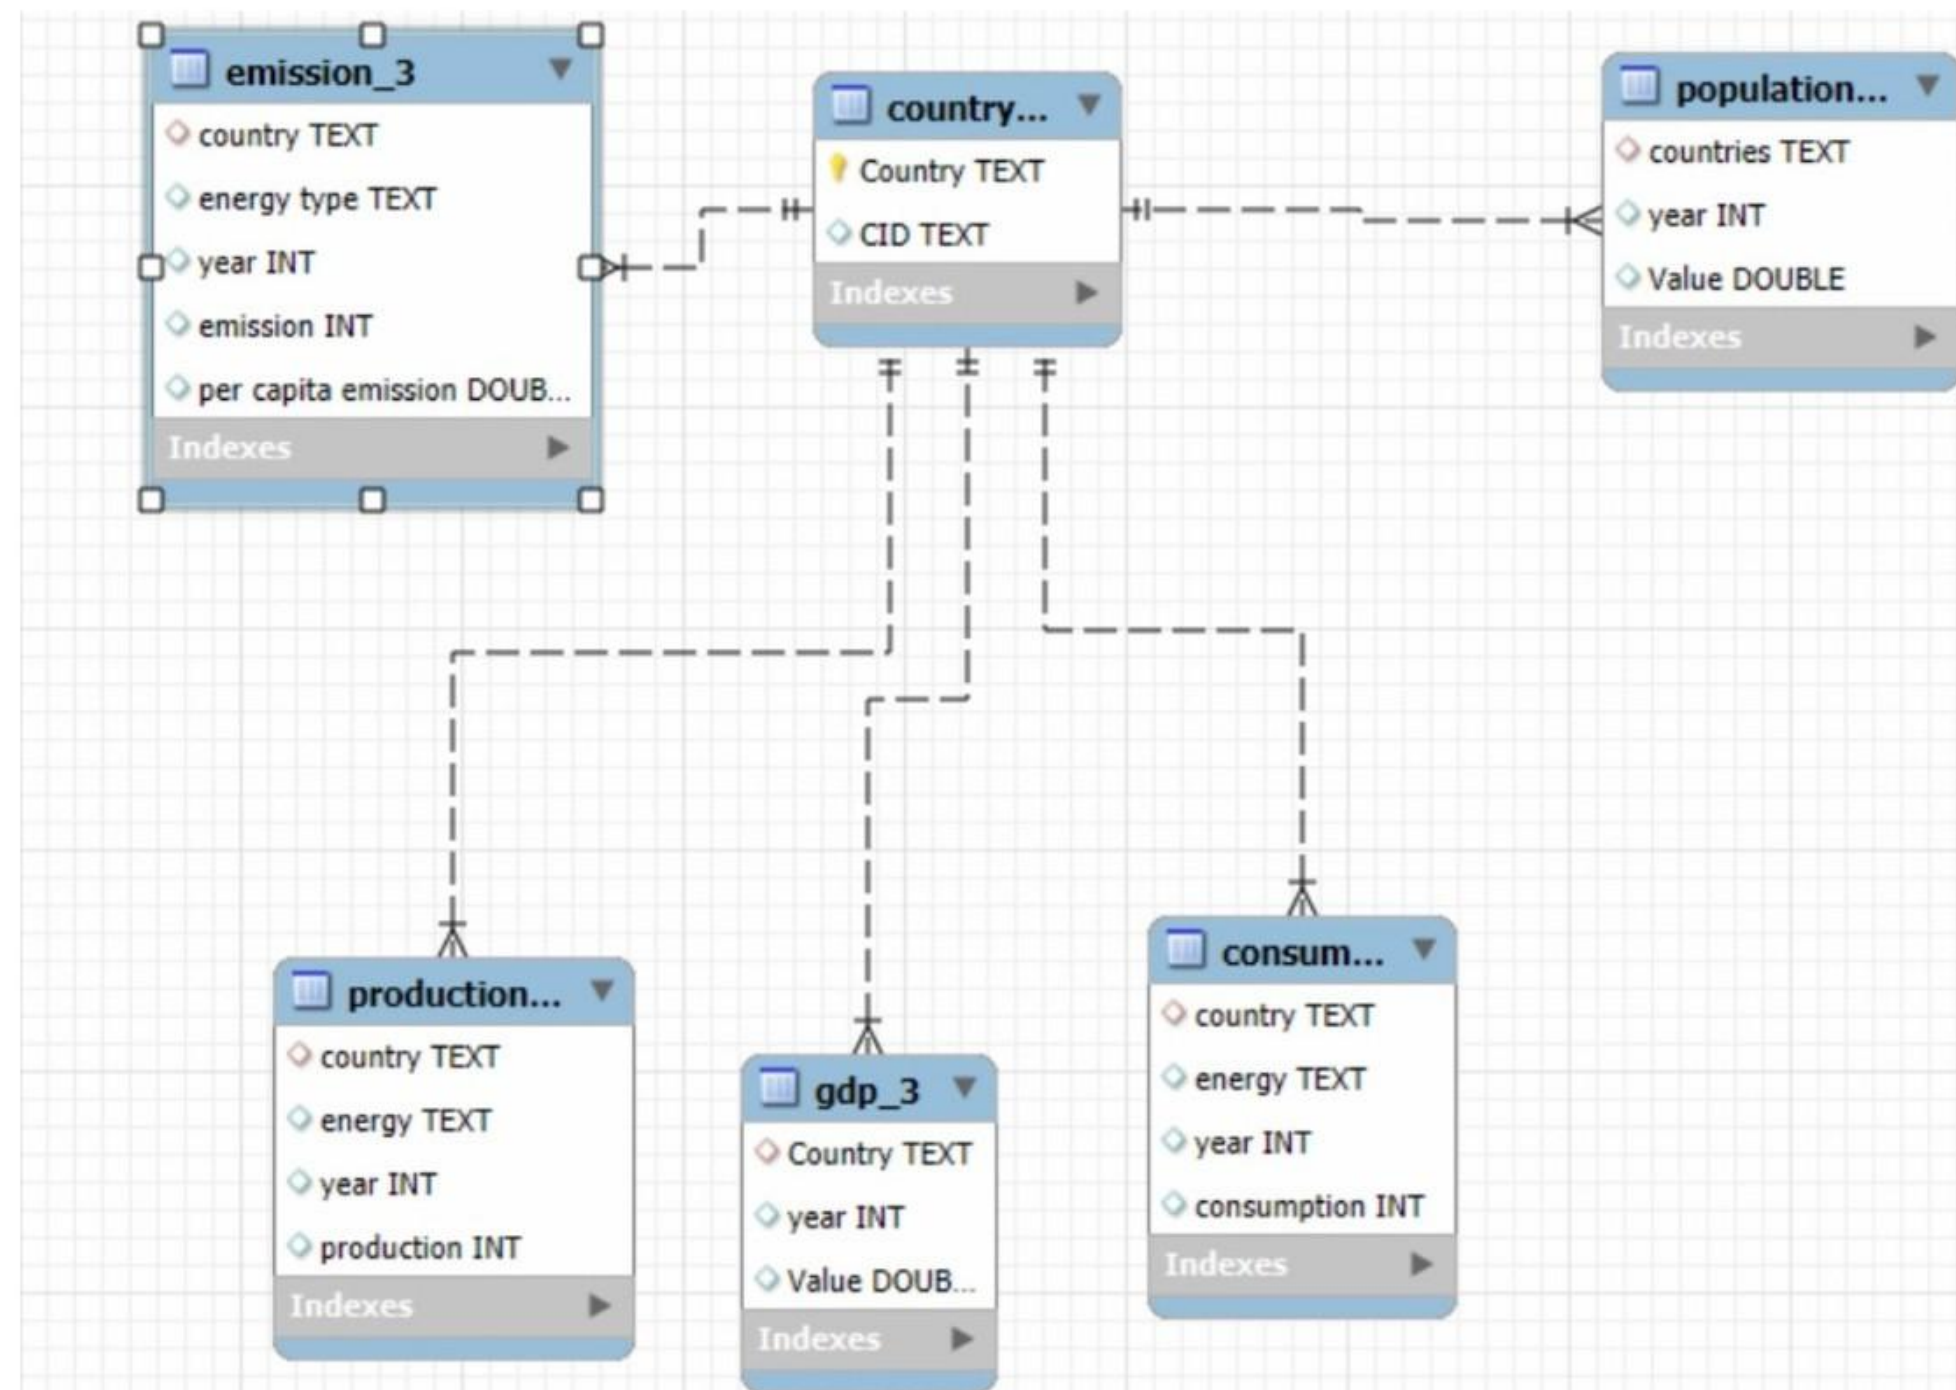 emission_3
country TEXT
energy type TEXT
year INT
emission INT
per capita emission DOUB...
Indexes
country...
Country TEXT
CID TEXT
Indexes
population...
countries TEXT
year INT
Value DOUBLE
Indexes
production...
country TEXT
energy TEXT
year INT
production INT
Indexes
gdp_3
Country TEXT
year INT
Value DOUB...
Indexes
consum...
country TEXT
energy TEXT
year INT
consumption INT
Indexes